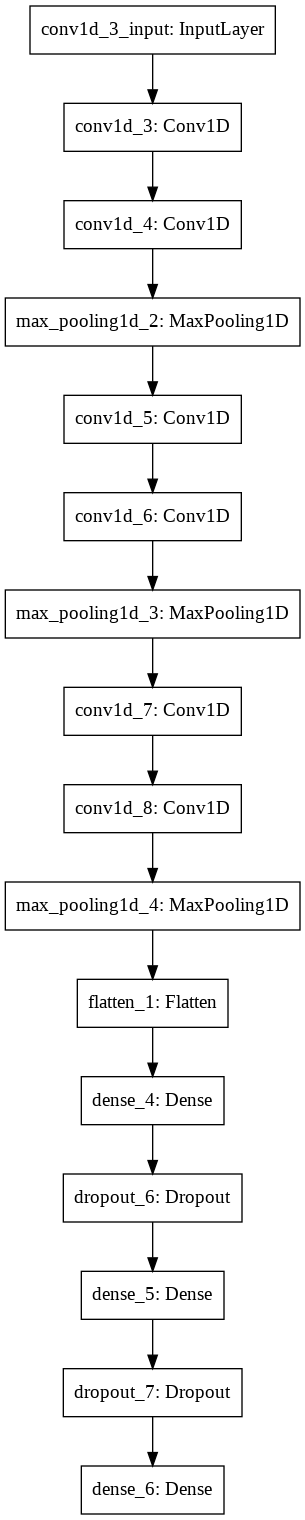 conv1d_3_input: InputLayer
conv1d_3: Conv1D
conv1d_4: Conv1D
max_pooling1d_2: MaxPooling1D
conv1d_5: Conv1D
conv1d_6: Conv1D
max_pooling1d_3: MaxPooling1D
conv1d_7: Conv1D
conv1d_8: Conv1D
max_pooling1d_4: MaxPooling1D
flatten_1: Flatten
dense_4: Dense
dropout_6: Dropout
dense_5: Dense
dropout_7: Dropout
dense_6: Dense